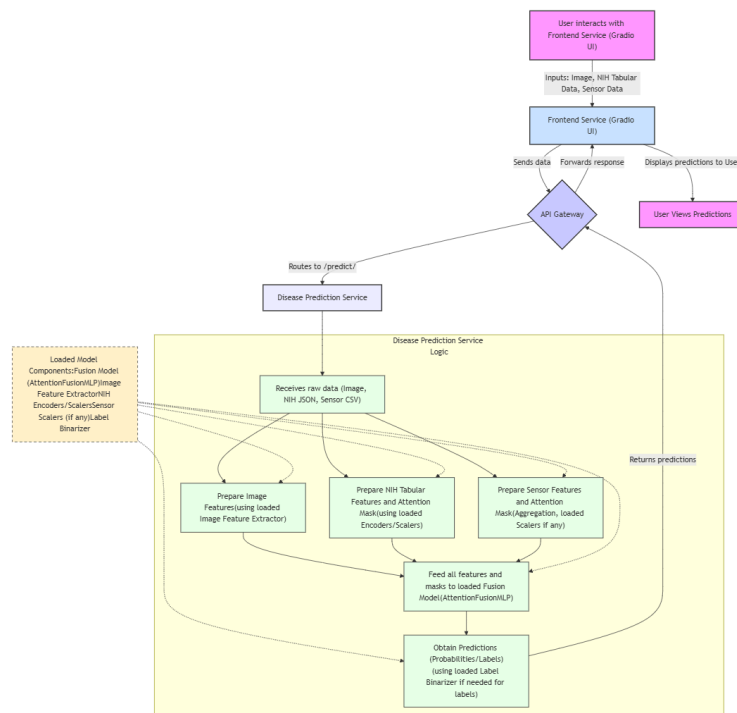 User interacts with
Frontend Service (Gradio
UI)
Inputs: Image, NIH Tabular
Data, Sensor Data
Frontend Service (Gradio
UI)
Sends data
Forwards response
Displays predictions to Use
API Gateway
User Views Predictions
Routes to /predict/
Disease Prediction Service
Disease Prediction Service
Logic
Loaded Model
Components:Fusion Model
(AttentionFusionMLP)Image
Feature ExtractorNIH
Encoders/ScalersSensor
Scalers (if any)Label
Binarizer
Receives raw data (Image,
NIH JSON, Sensor CSV)
Returns predictions
Prepare Image
Features(using loaded
Image Feature Extractor)
Prepare NIH Tabular
Features and Attention
Mask(using loaded
Encoders/Scalers)
Prepare Sensor Features
and Attention
Mask(Aggregation, loaded
Scalers if any)
Feed all features and
masks to loaded Fusion
Model(AttentionFusionMLP)
Obtain Predictions
(Probabilities/Labels)
(using loaded Label
Binarizer if needed for
labels)